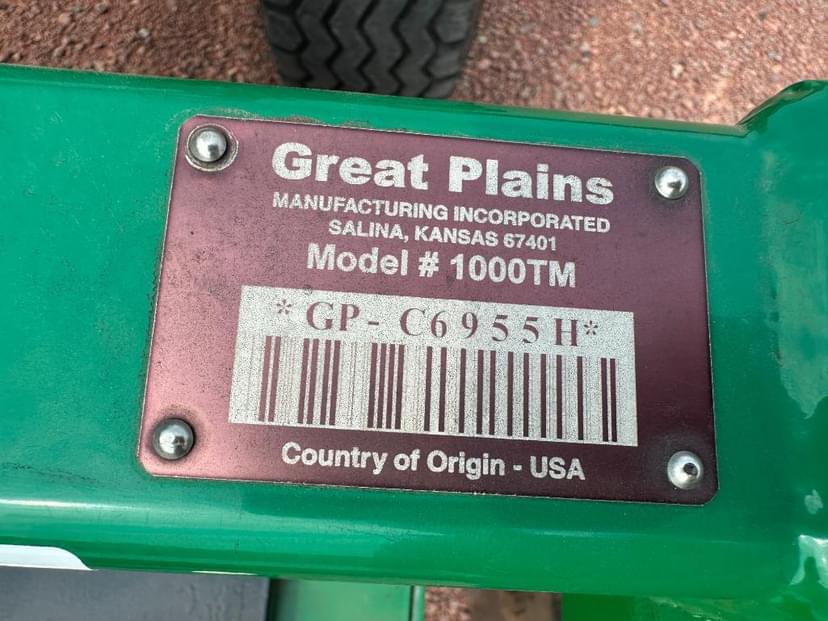 Great Plains
MANUFACTURING INCORPORATED
SALINA, KANSAS 67401
Model # 1000TM
*GP- C6955H*
Country of Origin - USA